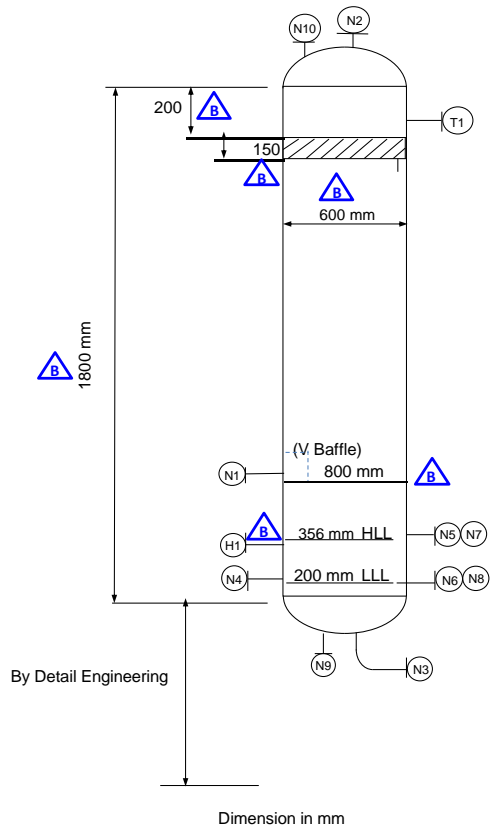 N10 N2
200 B
T1
150
B
B
600 mm
B
1800 mm
(V Baffle)
N1
800 mm
B
B
356 mm HLL
N5 N7
H1
N4
200 mm LLL
N6 N8
By Detail Engineering
N9
N3
Dimension in mm